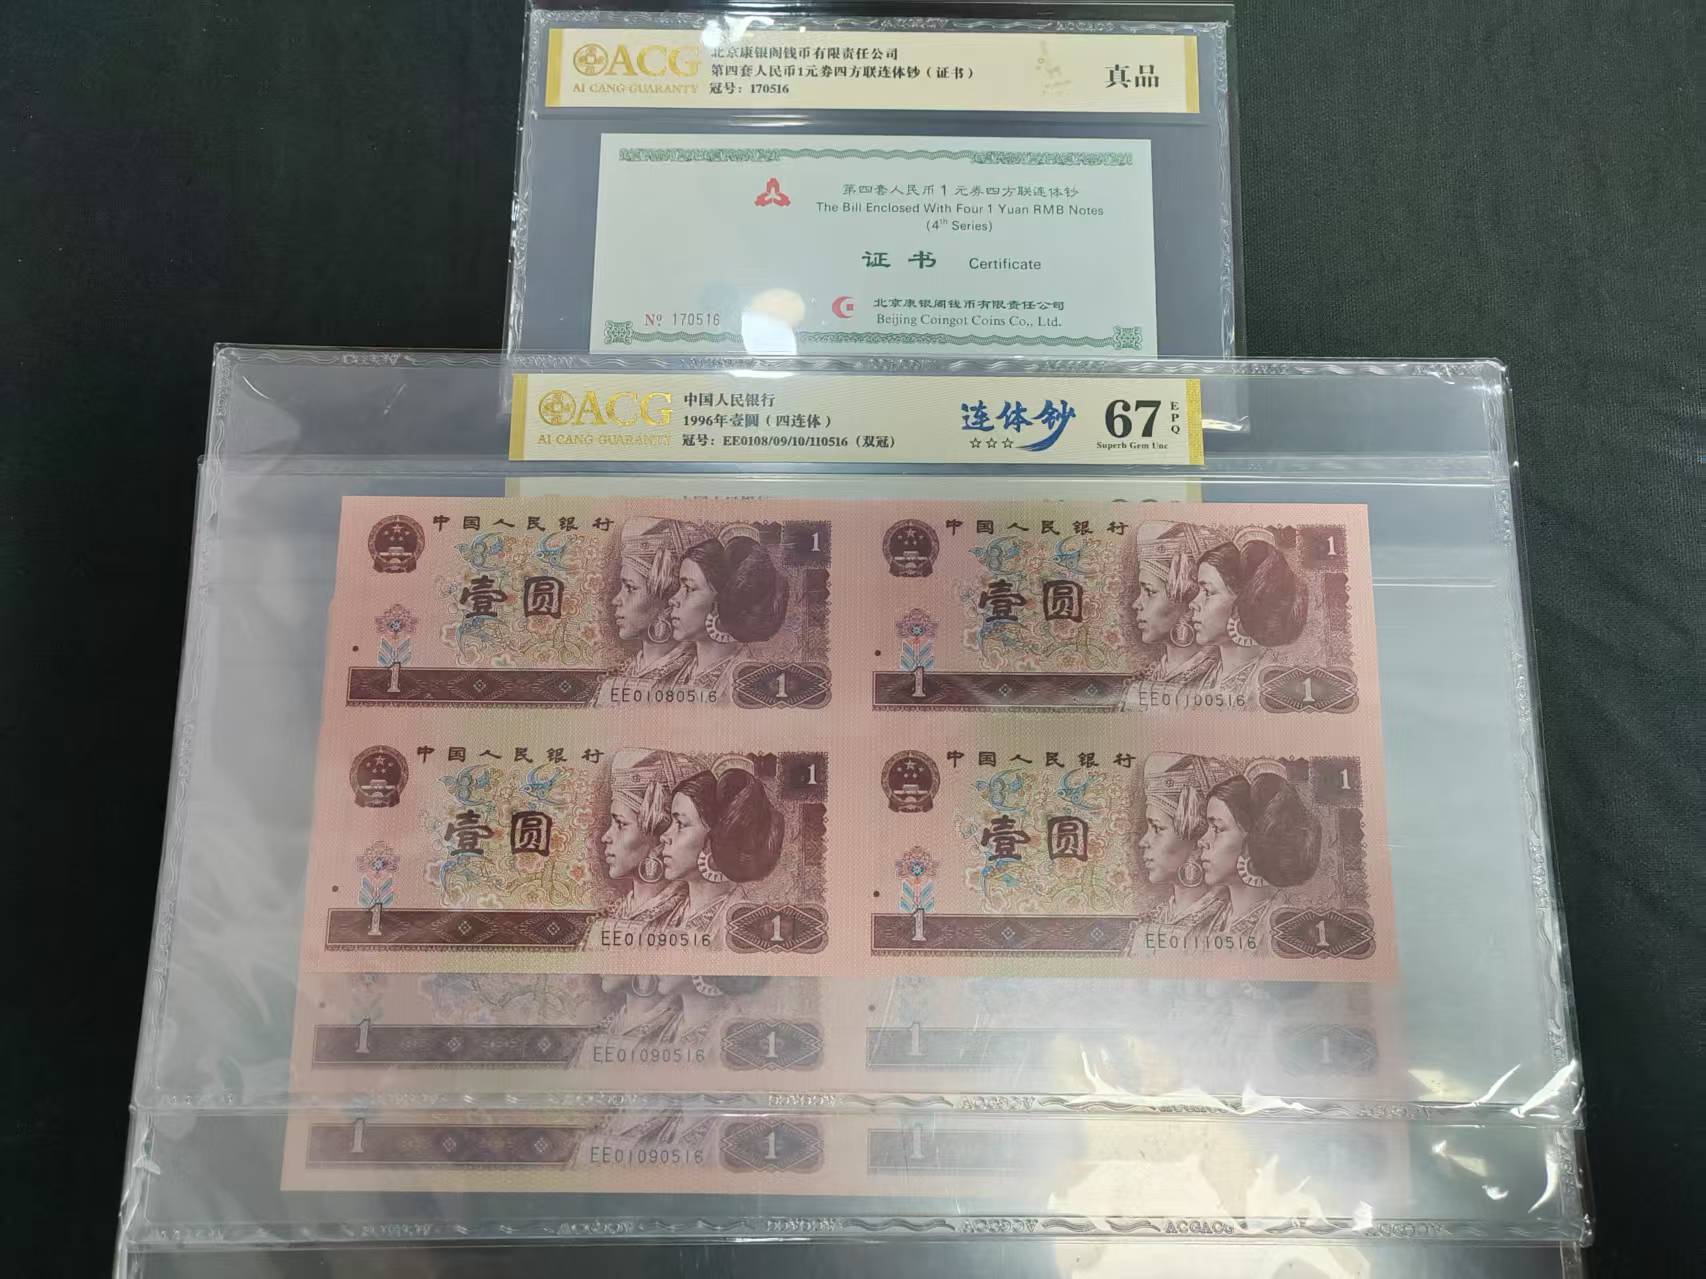 ACG
AI CANG GUARANTY
北京康银阁钱币有限责任公司
第四套人民币1元券四方联连体钞（证书）
冠号：170516
真品
第四套人民币1元券四方联连体钞
The Bill Enclosed With Four 1 Yuan RMB Notes
(4th Series)
证书 Certificate
北京康银阁钱币有限责任公司
Beijing Coingot Coins Co., Ltd.
№ 170516
ACG
AI CANG GUARANTY
中国人民银行
1996年壹圆（四连体）
冠号：EE0108/09/10/110516（双冠）
连体钞
☆☆☆
67
EPQ
Superb Gem Unc
中国人民银行
壹圆
1
1
EE01080516
1
中国人民银行
壹圆
1
1
EE01100516
1
中国人民银行
壹圆
1
1
EE01090516
1
中国人民银行
壹圆
1
1
EE01110516
1
1
EE01090516
1
1
1
1
EE01090516
1
1